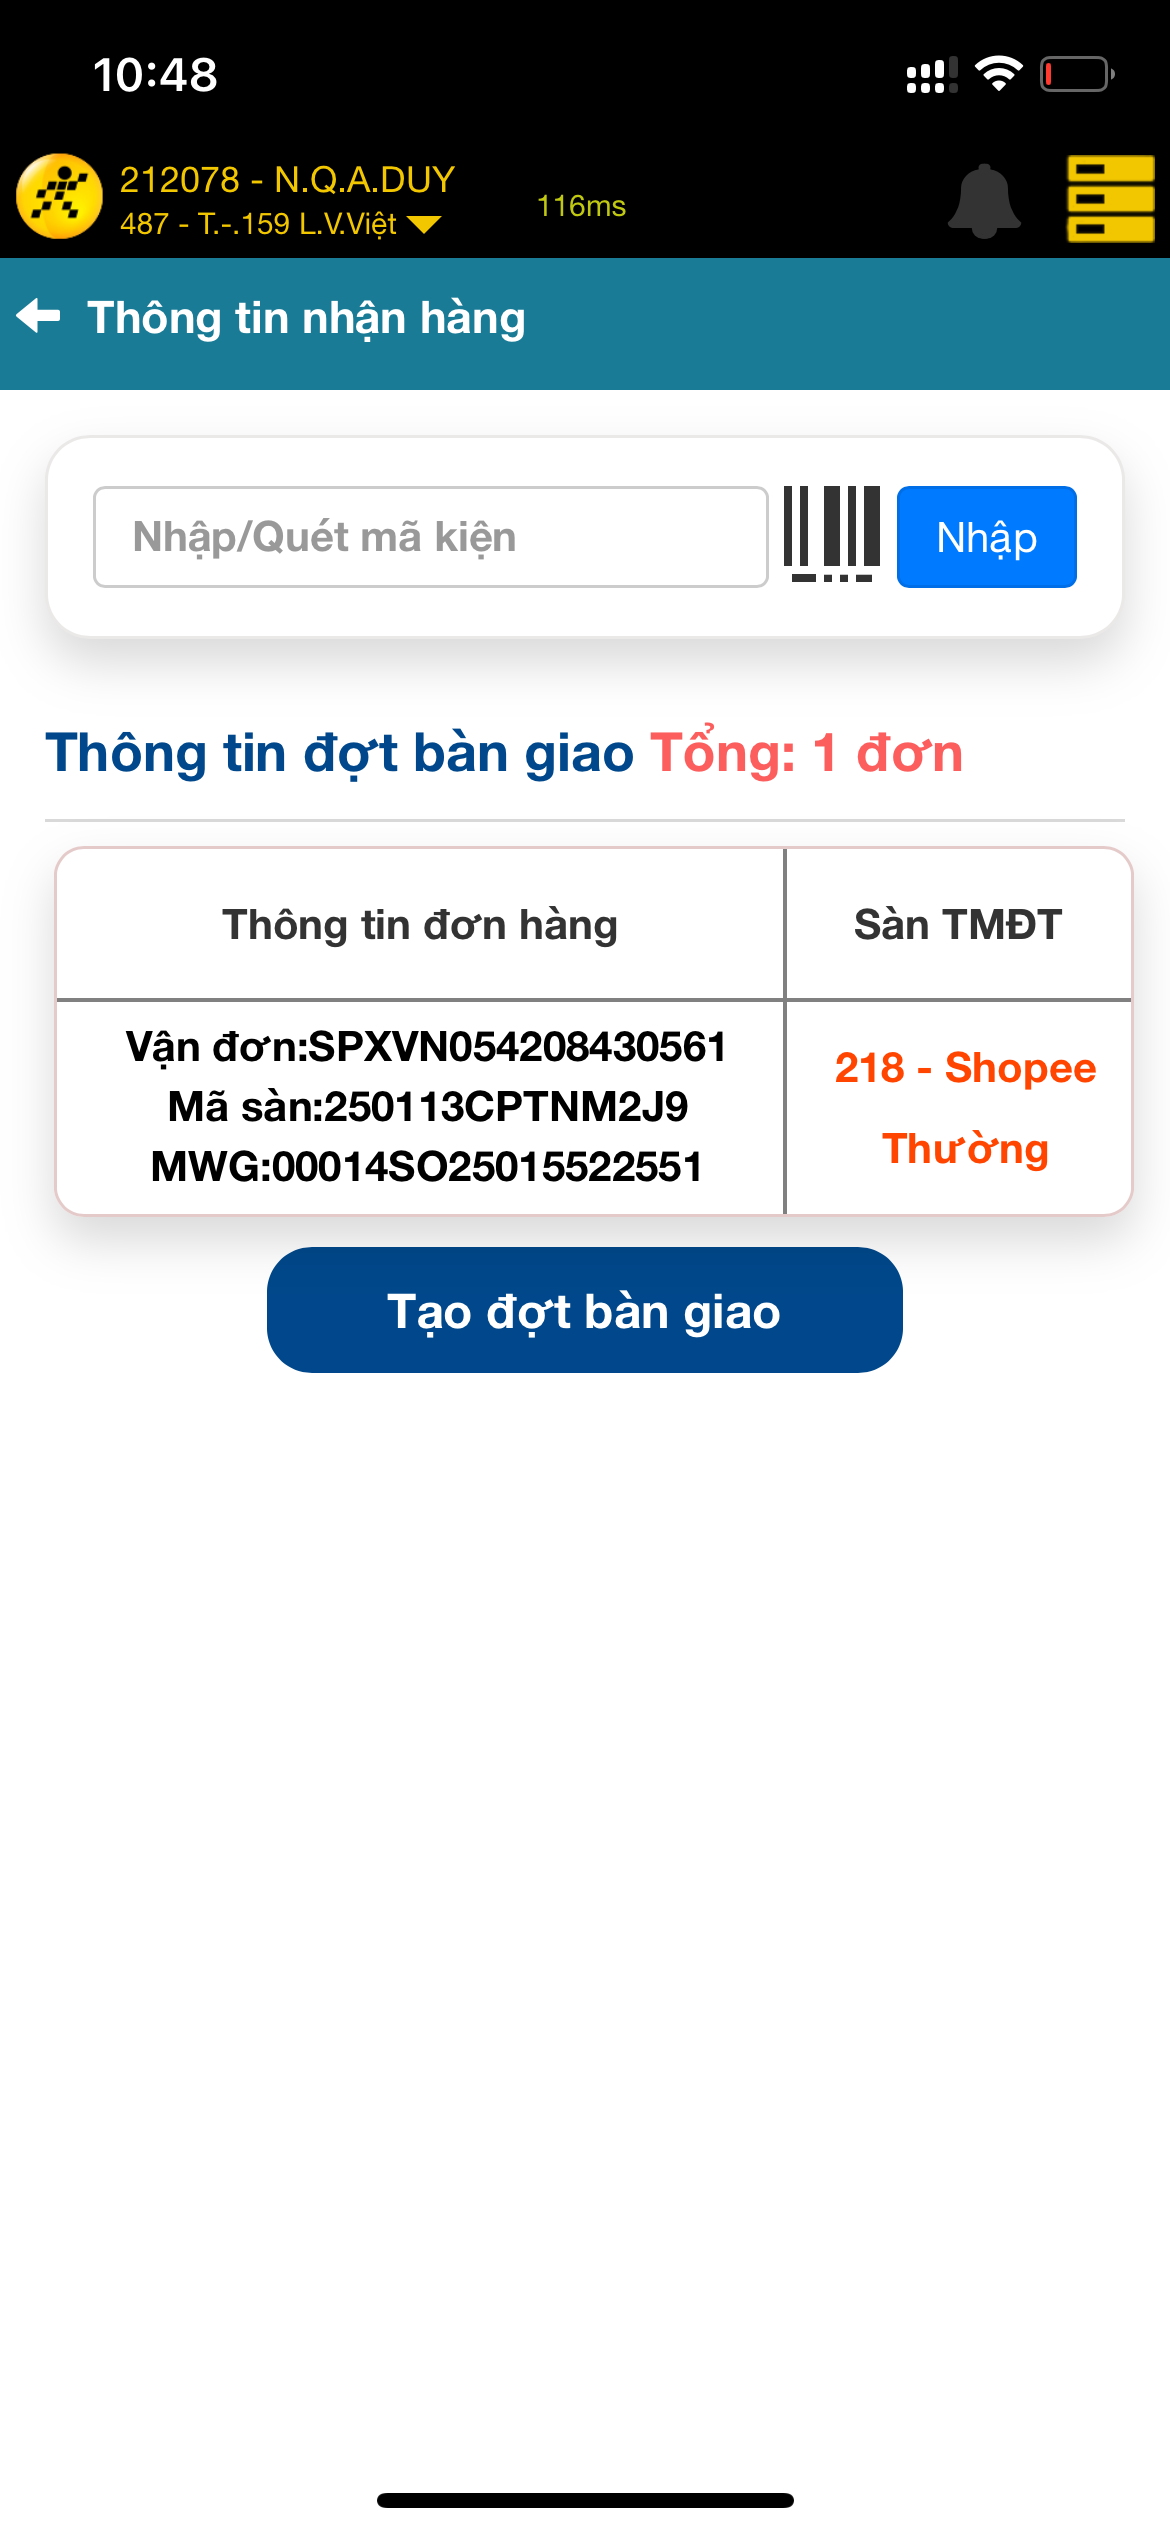 10:48
212078 - N.Q.A.DUY
487 - T.-.159 L.V.Việt
116ms
Thông tin nhận hàng
Nhập/Quét mã kiện
Nhập
Thông tin đợt bàn giao Tổng: 1 đơn
Thông tin đơn hàng
Sàn TMĐT
Vận đơn:SPXVN054208430561
Mã sàn:250113CPTNM2J9
MWG:00014SO25015522551
218 - Shopee
Thường
Tạo đợt bàn giao